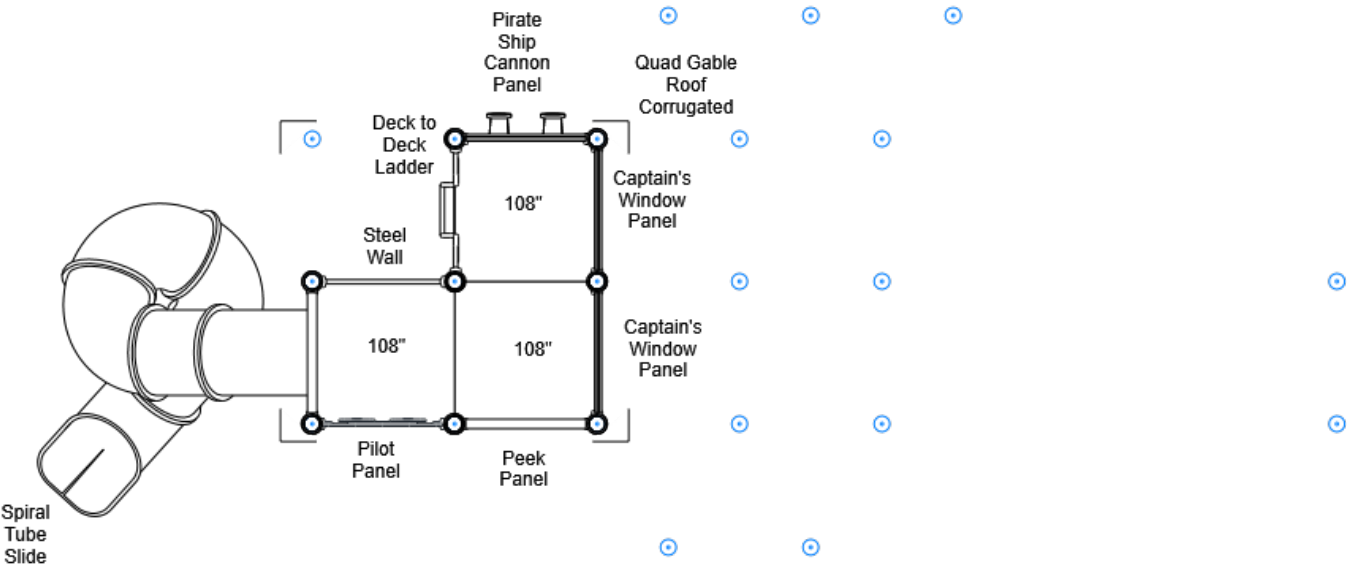 Pirate
Ship
Cannon
Panel
Quad Gable
Roof
Corrugated
Deck to
Deck
Ladder
Captain's
Window
Panel
108"
Steel
Wall
Captain's
Window
Panel
108"
108"
Pilot
Panel
Peek
Panel
Spiral
Tube
Slide